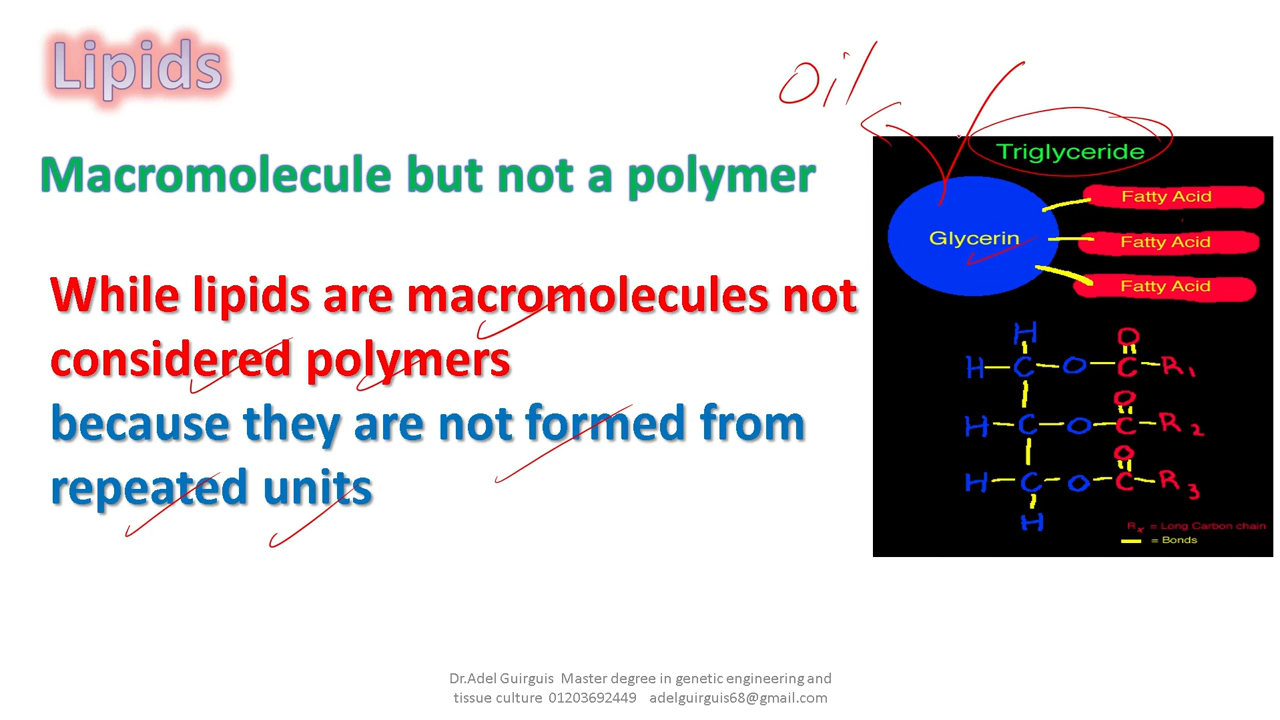 Lipids
oil
Macromolecule but not a polymer
While lipids are macromolecules not
considered polymers
because they are not formed from
repeated units
Triglyceride
Glycerin
Fatty Acid
Fatty Acid
Fatty Acid
H
O
H C O C R1
O
H C O C R2
O
H C O C R3
H
Rx = Long Carbon chain
= Bonds
Dr.Adel Guirguis Master degree in genetic engineering and
tissue culture 01203692449 adelguirguis68@gmail.com